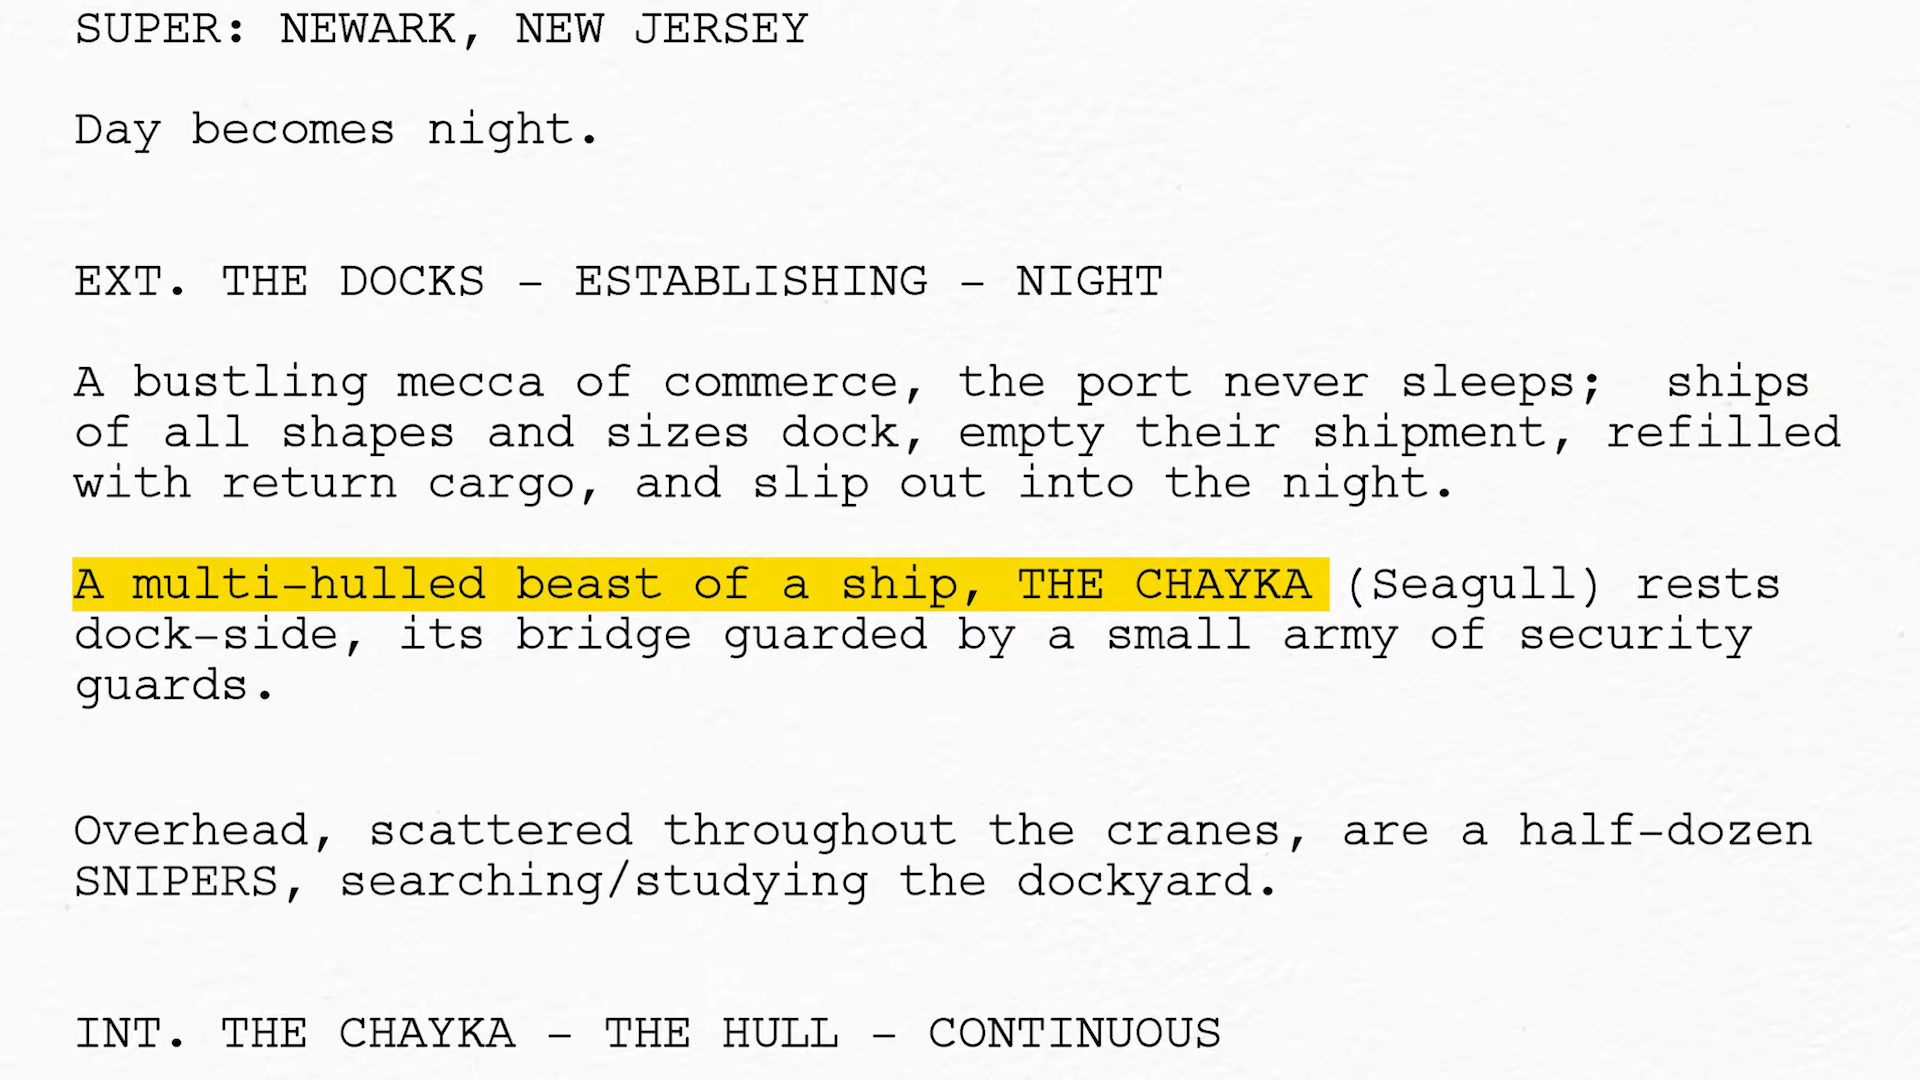 SUPER: NEWARK, NEW JERSEY
Day becomes night.
EXT. THE DOCKS - ESTABLISHING - NIGHT
A bustling mecca of commerce, the port never sleeps;  ships
of all shapes and sizes dock, empty their shipment, refilled
with return cargo, and slip out into the night.
A multi-hulled beast of a ship, THE CHAYKA (Seagull) rests
dock-side, its bridge guarded by a small army of security
guards.
Overhead, scattered throughout the cranes, are a half-dozen
SNIPERS, searching/studying the dockyard.
INT. THE CHAYKA - THE HULL - CONTINUOUS